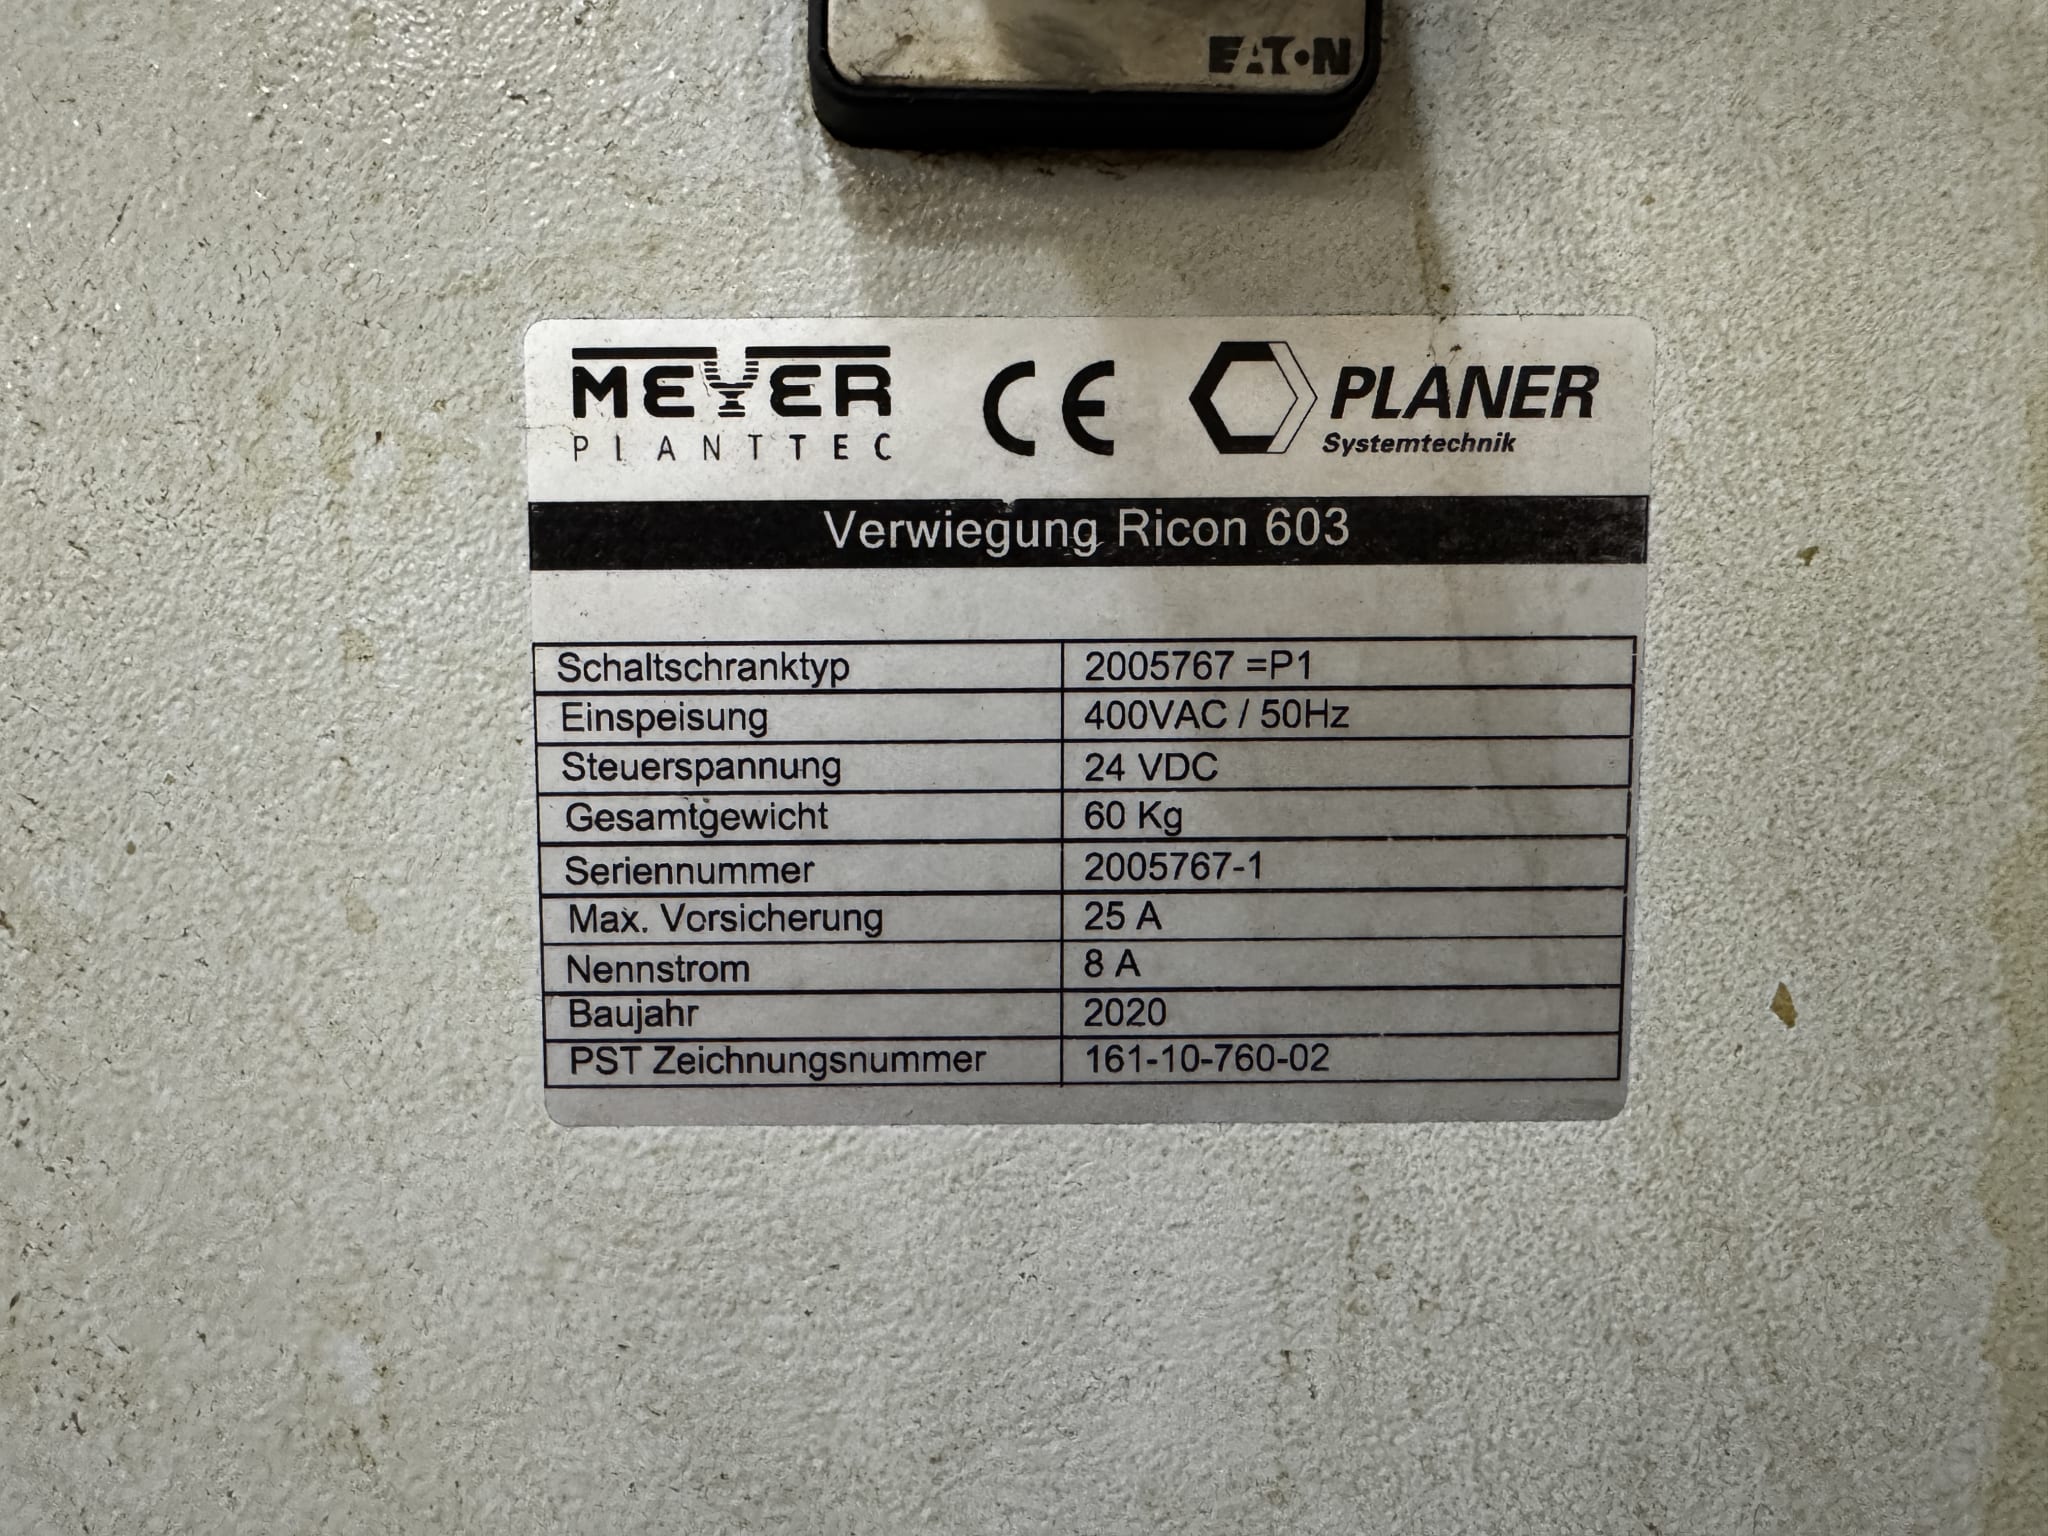 EATON
MEYER
PLANTTEC
CE
PLANER
Systemtechnik
Verwiegung Ricon 603
Schaltschranktyp 2005767 =P1
Einspeisung 400VAC / 50Hz
Steuerspannung 24 VDC
Gesamtgewicht 60 Kg
Seriennummer 2005767-1
Max. Vorsicherung 25 A
Nennstrom 8 A
Baujahr 2020
PST Zeichnungsnummer 161-10-760-02